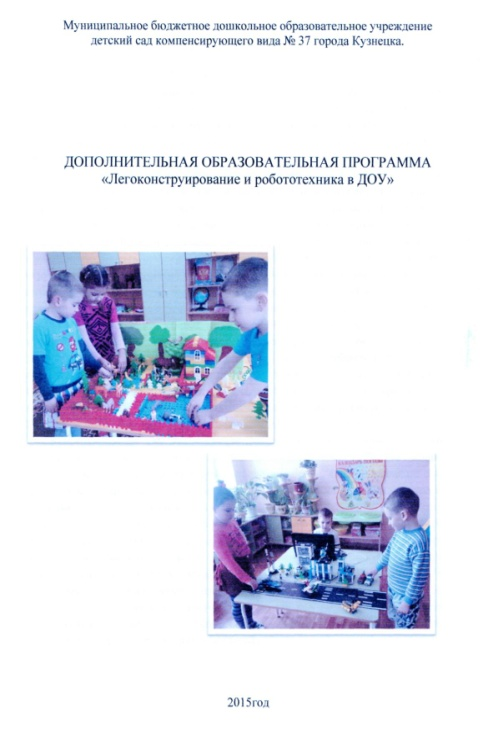 Муниципальное бюджетное дошкольное образовательное учреждение
детский сад компенсирующего вида № 37 города Кузнецка.
ДОПОЛНИТЕЛЬНАЯ ОБРАЗОВАТЕЛЬНАЯ ПРОГРАММА
«Легоконструирование и робототехника в ДОУ»
2015год